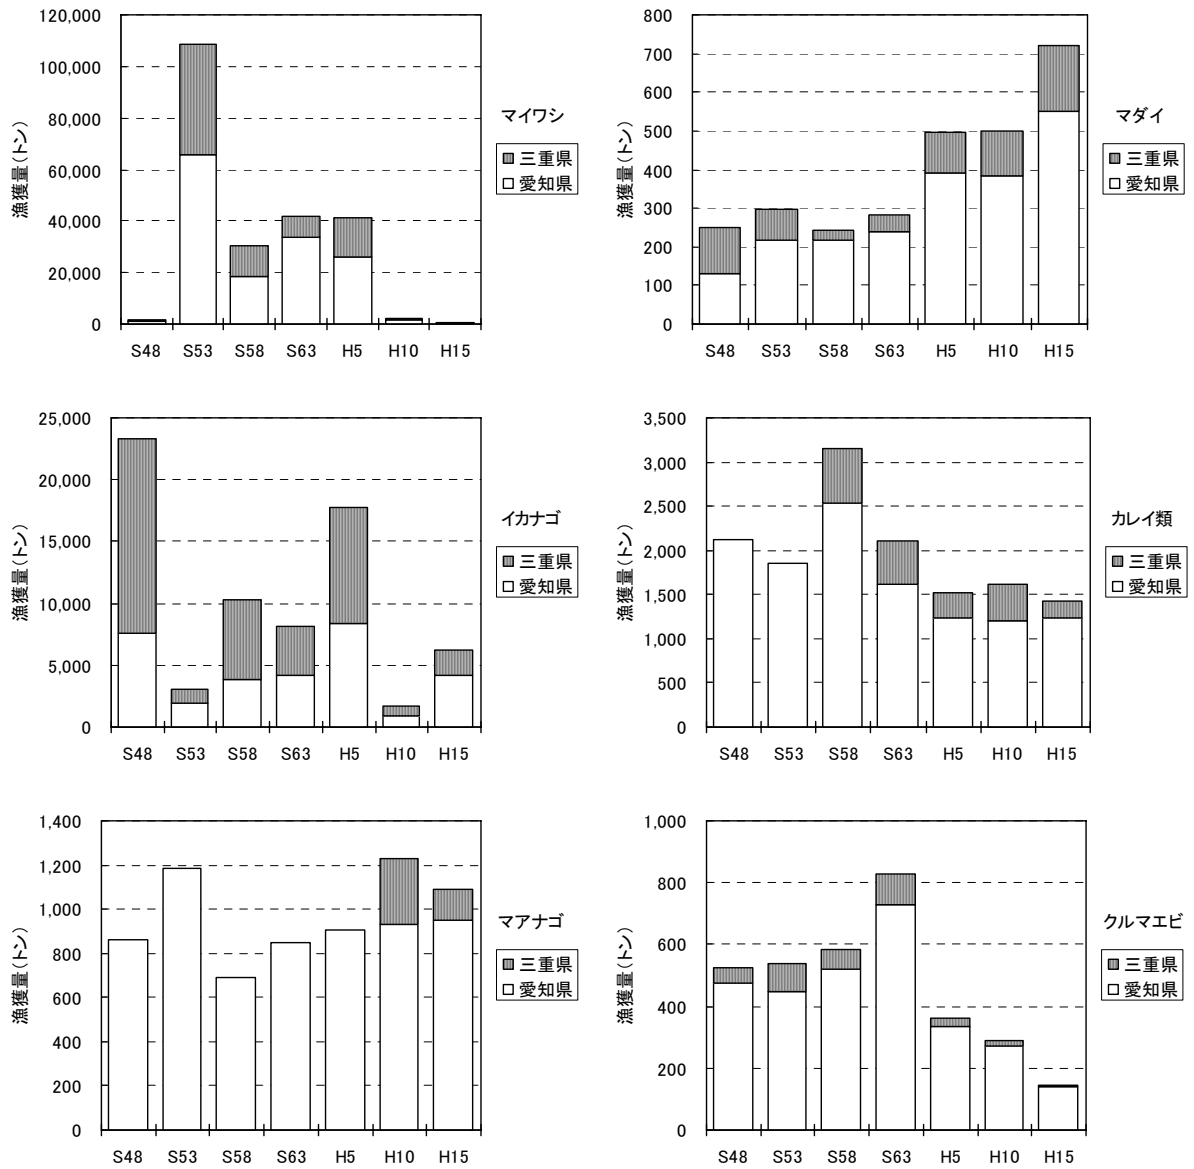 120,000
100,000
80,000
60,000
40,000
20,000
0
漁獲量(トン)
S48 S53 S58 S63 H5 H10 H15
マイワシ
三重県
愛知県
800
700
600
500
400
300
200
100
0
漁獲量(トン)
S48 S53 S58 S63 H5 H10 H15
マダイ
三重県
愛知県
25,000
20,000
15,000
10,000
5,000
0
漁獲量(トン)
S48 S53 S58 S63 H5 H10 H15
イカナゴ
三重県
愛知県
3,500
3,000
2,500
2,000
1,500
1,000
500
0
漁獲量(トン)
S48 S53 S58 S63 H5 H10 H15
カレイ類
三重県
愛知県
1,400
1,200
1,000
800
600
400
200
0
漁獲量(トン)
S48 S53 S58 S63 H5 H10 H15
マアナゴ
三重県
愛知県
1,000
800
600
400
200
0
漁獲量(トン)
S48 S53 S58 S63 H5 H10 H15
クルマエビ
三重県
愛知県